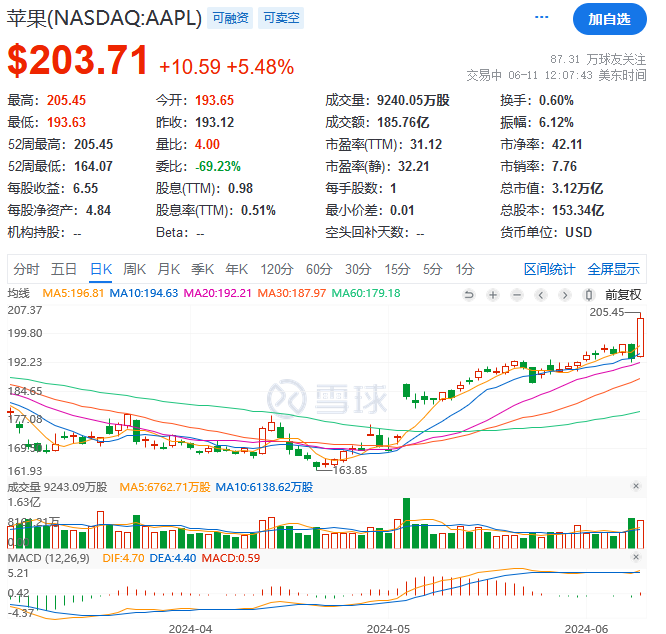 苹果(NASDAQ:AAPL) 可融资 可卖空 ... 加自选
$203.71 +10.59 +5.48%
87.31 万球友关注
交易中 06-11 12:07:43 美东时间
最高：205.45 今开：193.65 成交量：9240.05万股 换手：0.60%
最低：193.63 昨收：193.12 成交额：185.76亿 振幅：6.12%
52周最高：205.45 量比：4.00 市盈率(TTM)：31.12 市净率：42.11
52周最低：164.07 委比：-69.23% 市盈率(静)：32.21 市销率：7.76
每股收益：6.55 股息(TTM)：0.98 每手股数：1 总市值：3.12万亿
每股净资产：4.84 股息率(TTM)：0.51% 最小价差：0.01 总股本：153.34亿
机构持股：-- Beta：-- 空头回补天数：-- 货币单位：USD
分时 五日 日K 周K 月K 季K 年K 120分 60分 30分 15分 5分 1分 区间统计 全屏显示
均线 MA5:196.81 MA10:194.63 MA20:192.21 MA30:187.97 MA60:179.18 前复权
207.37
205.45
199.80
192.23
184.65
雪球
177.08
161.93
163.85
成交量 9243.09万股 MA5:6762.71万股 MA10:6138.62万股
1.63亿
MACD (12,26,9) DIF:4.70 DEA:4.40 MACD:0.59
5.21
0.42
-4.37
2024-04 2024-05 2024-06